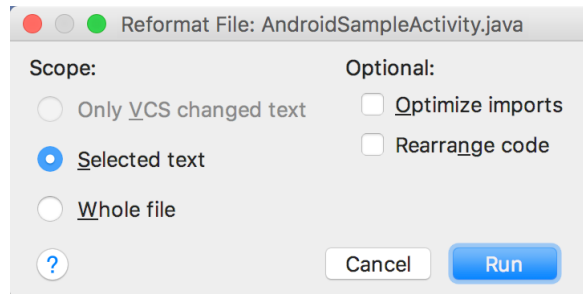 Reformat File: AndroidSampleActivity.java
Scope:
Optional:
Only VCS changed text
Optimize imports
Selected text
Rearrange code
Whole file
?
Cancel
Run